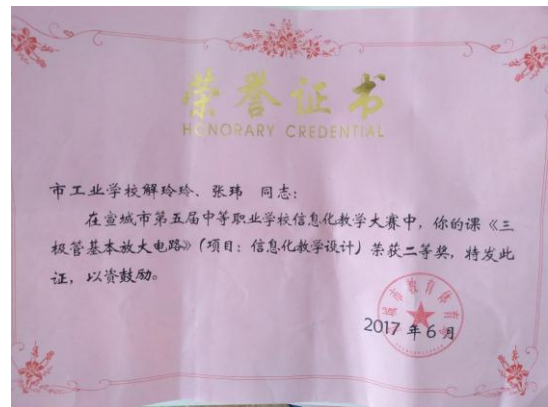 荣誉证书
HONORARY CREDENTIAL
市工业学校解玲玲、张玮 同志:
在宣城市第五届中等职业学校信息化教学大赛中，你的课《三
极管基本放大电路》(项目：信息化教学设计) 荣获二等奖，特发此
证，以资鼓励。
2017 年 6 月